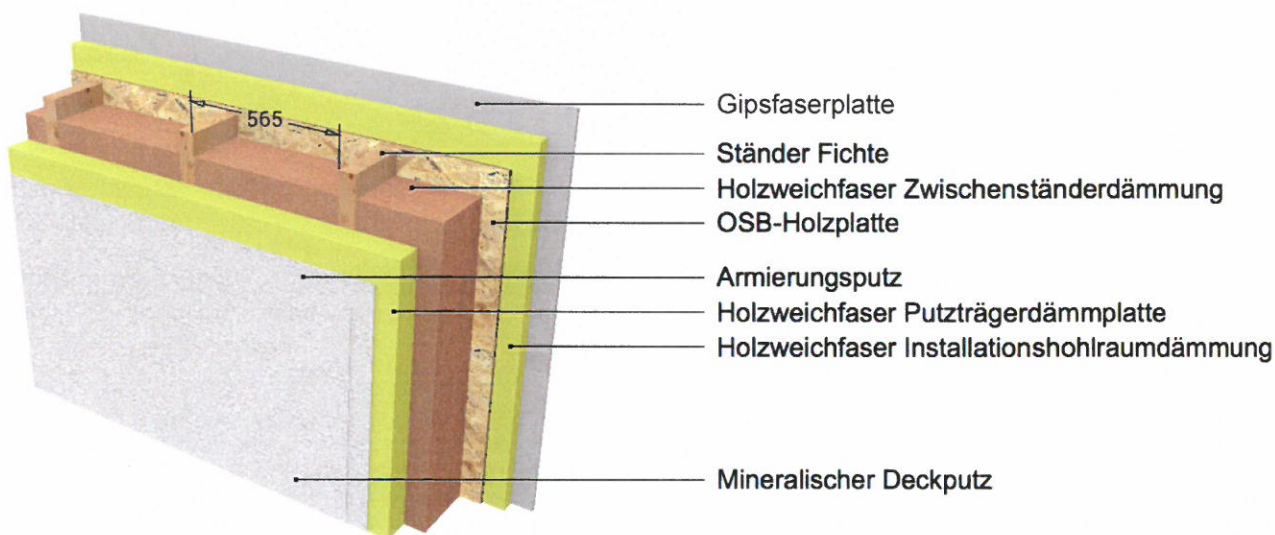 565
Gipsfaserplatte
Ständer Fichte
Holzweichfaser Zwischenständerdämmung
OSB-Holzplatte
Armierungsputz
Holzweichfaser Putzträgerdämmplatte
Holzweichfaser Installationshohlraumdämmung
Mineralischer Deckputz